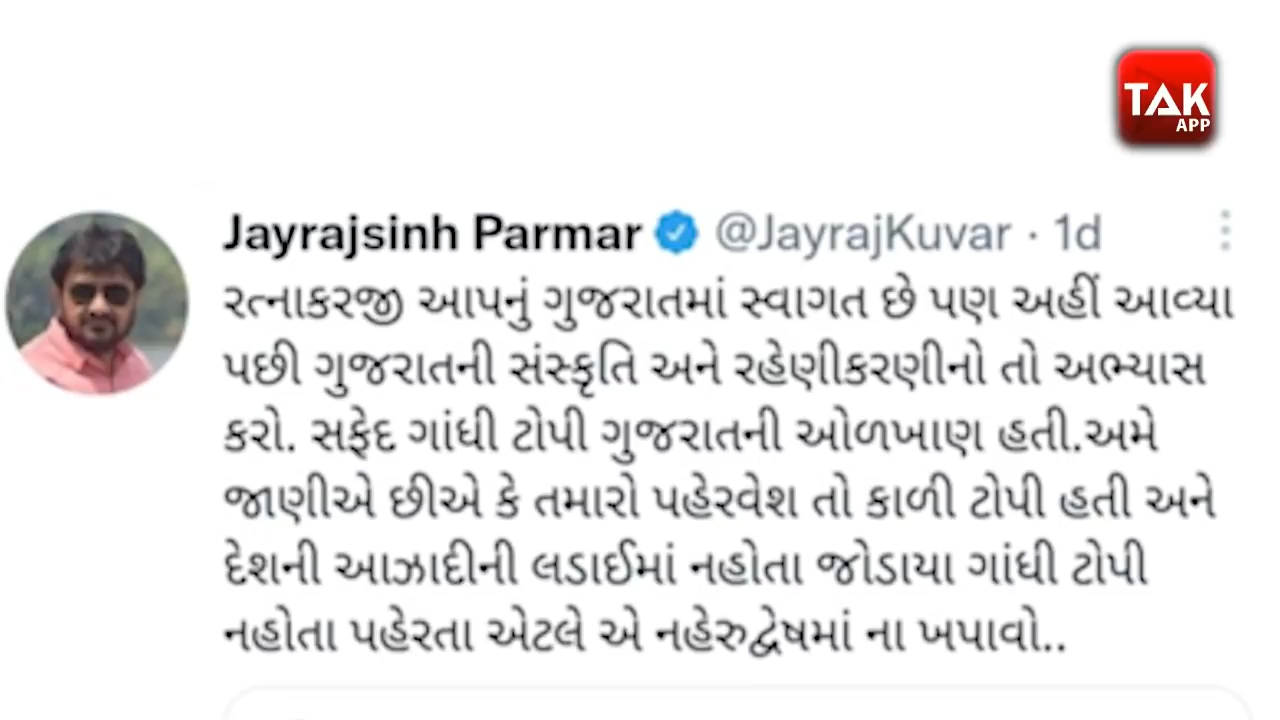 TAK
APP
Jayrajsinh Parmar @JayrajKuvar · 1d
રત્નાકરજી આપનું ગુજરાતમાં સ્વાગત છે પણ અહીં આવ્યા
પછી ગુજરાતની સંસ્કૃતિ અને રહેણીકરણીનો તો અભ્યાસ
કરો. સફેદ ગાંધી ટોપી ગુજરાતની ઓળખાણ હતી.અમે
જાણીએ છીએ કે તમારો પહેરવેશ તો કાળી ટોપી હતી અને
દેશની આઝાદીની લડાઈમાં નહોતા જોડાયા ગાંધી ટોપી
નહોતા પહેરતા એટલે એ નહેરુદ્વેષમાં ના ખપાવો..